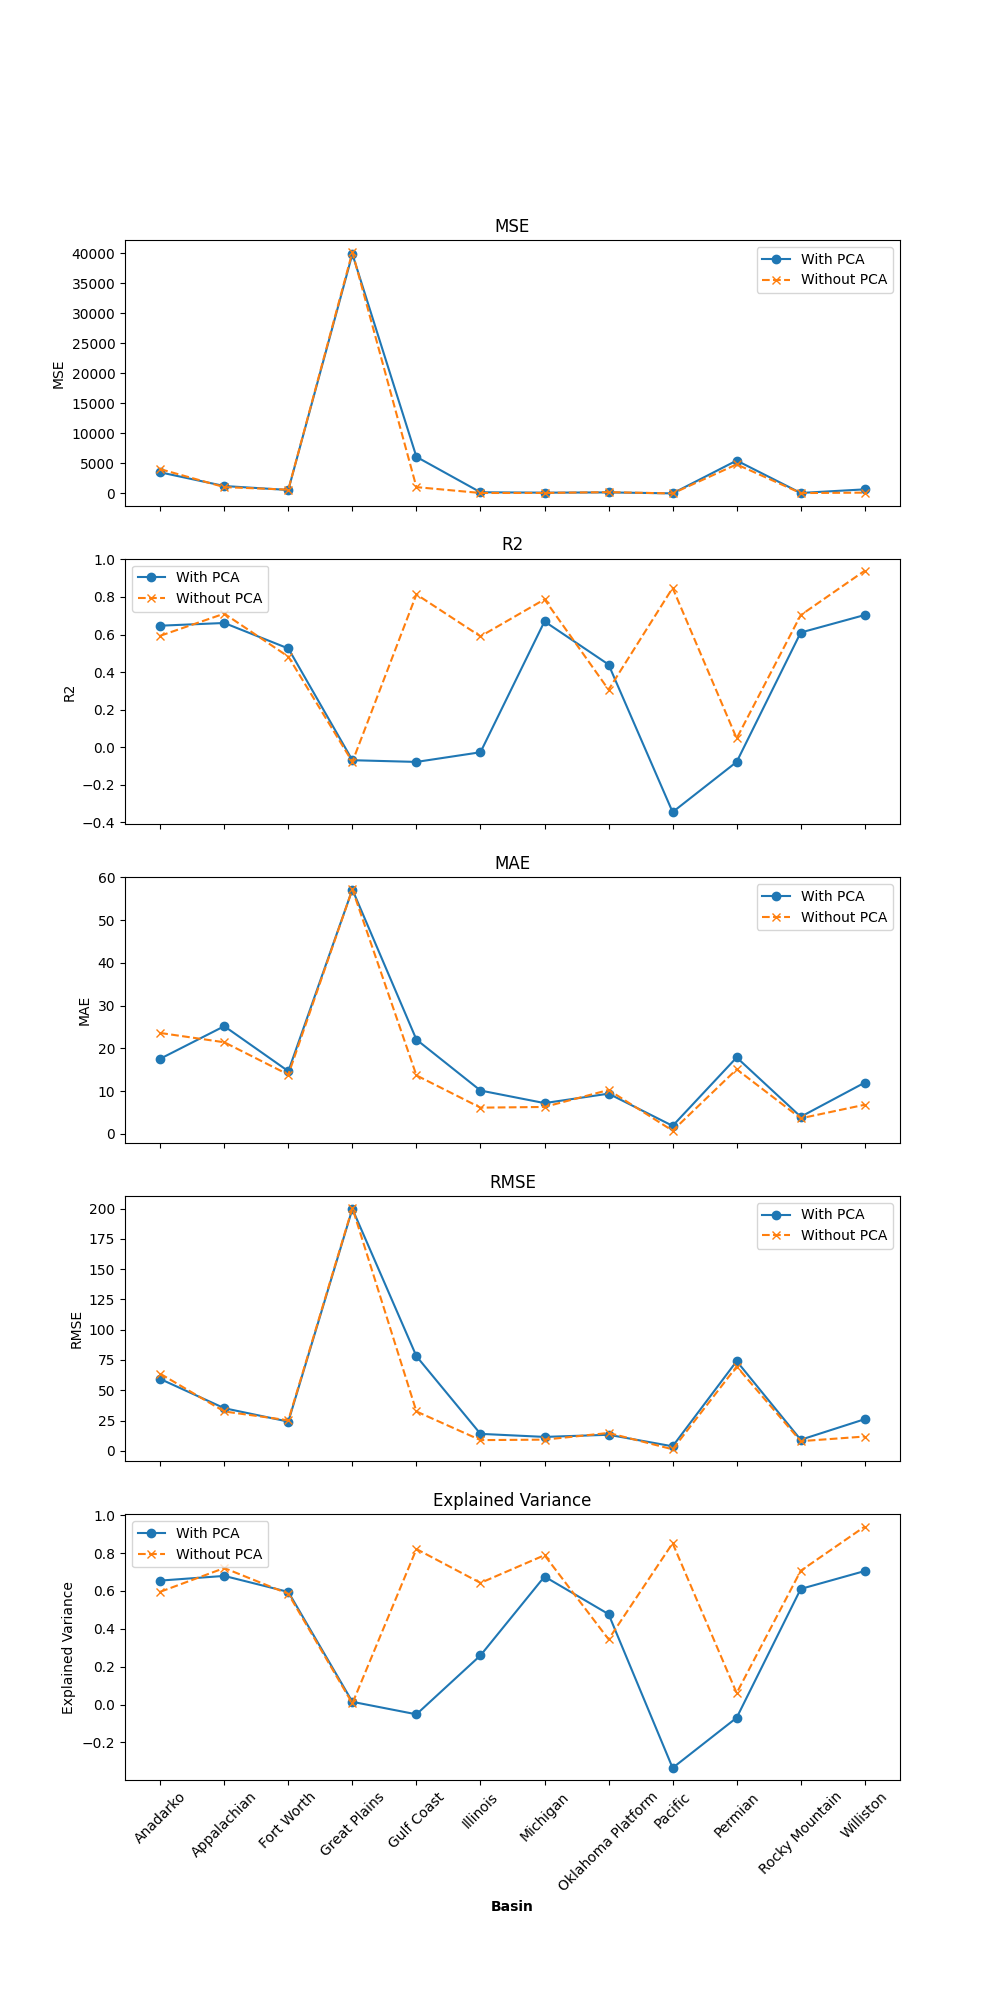 MSE
40000
35000
30000
25000
20000
15000
10000
5000
0
MSE
With PCA
Without PCA
R2
1.0
0.8
0.6
0.4
0.2
0.0
−0.2
−0.4
R2
With PCA
Without PCA
MAE
60
50
40
30
20
10
0
MAE
With PCA
Without PCA
RMSE
200
175
150
125
100
75
50
25
0
RMSE
With PCA
Without PCA
Explained Variance
1.0
0.8
0.6
0.4
0.2
0.0
−0.2
Explained Variance
With PCA
Without PCA
Anadarko
Appalachian
Fort Worth
Great Plains
Gulf Coast
Illinois
Michigan
Oklahoma Platform
Pacific
Permian
Rocky Mountain
Williston
Basin